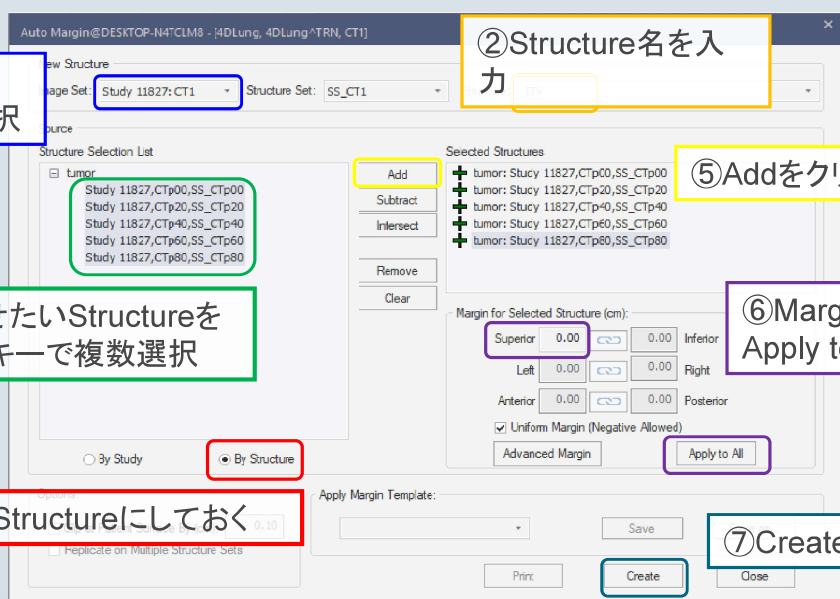 Auto Margin@DESKTOP-N4TCLM8 - [4DLung, 4DLung^TRN, CT1]
②Structure名を入
力
New Structure
Image Set: Study 11827:CT1 Structure Set: SS_CT1
択
Source
Structure Selection List
tumor
Study 11827,CTp00,SS_CTp00
Study 11827,CTp20,SS_CTp20
Study 11827,CTp40,SS_CTp40
Study 11827,CTp60,SS_CTp60
Study 11827,CTp80,SS_CTp80
Add
Subtract
Intersect
Remove
Clear
Selected Structures
tumor: Study 11827,CTp00,SS_CTp00
tumor: Study 11827,CTp20,SS_CTp20
tumor: Study 11827,CTp40,SS_CTp40
tumor: Study 11827,CTp60,SS_CTp60
tumor: Study 11827,CTp80,SS_CTp80
⑤Addをクリ
たいStructureを
キーで複数選択
Margin for Selected Structure (cm):
Superior 0.00 0.00 Inferior
Left 0.00 0.00 Right
Anterior 0.00 0.00 Posterior
Uniform Margin (Negative Allowed)
Advanced Margin Apply to All
⑥Marg
Apply to
By Study By Structure
Structureにしておく
Options:
0.10
Replicate on Multiple Structure Sets
Apply Margin Template:
Save
⑦Create
Print Create Close